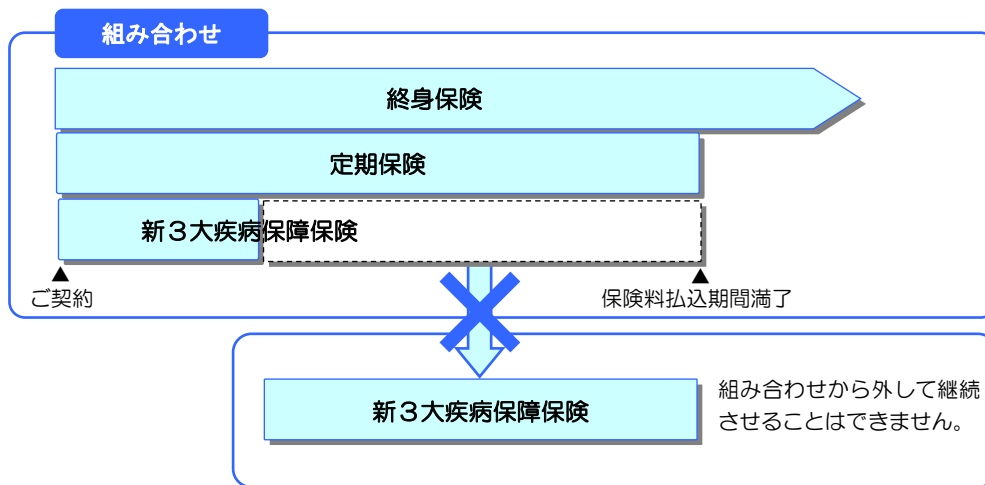 組み合わせ
終身保険
定期保険
新３大疾病保障保険
▲
▲
ご契約
保険料払込期間満了
新３大疾病保障保険
組み合わせから外して継続
させることはできません。